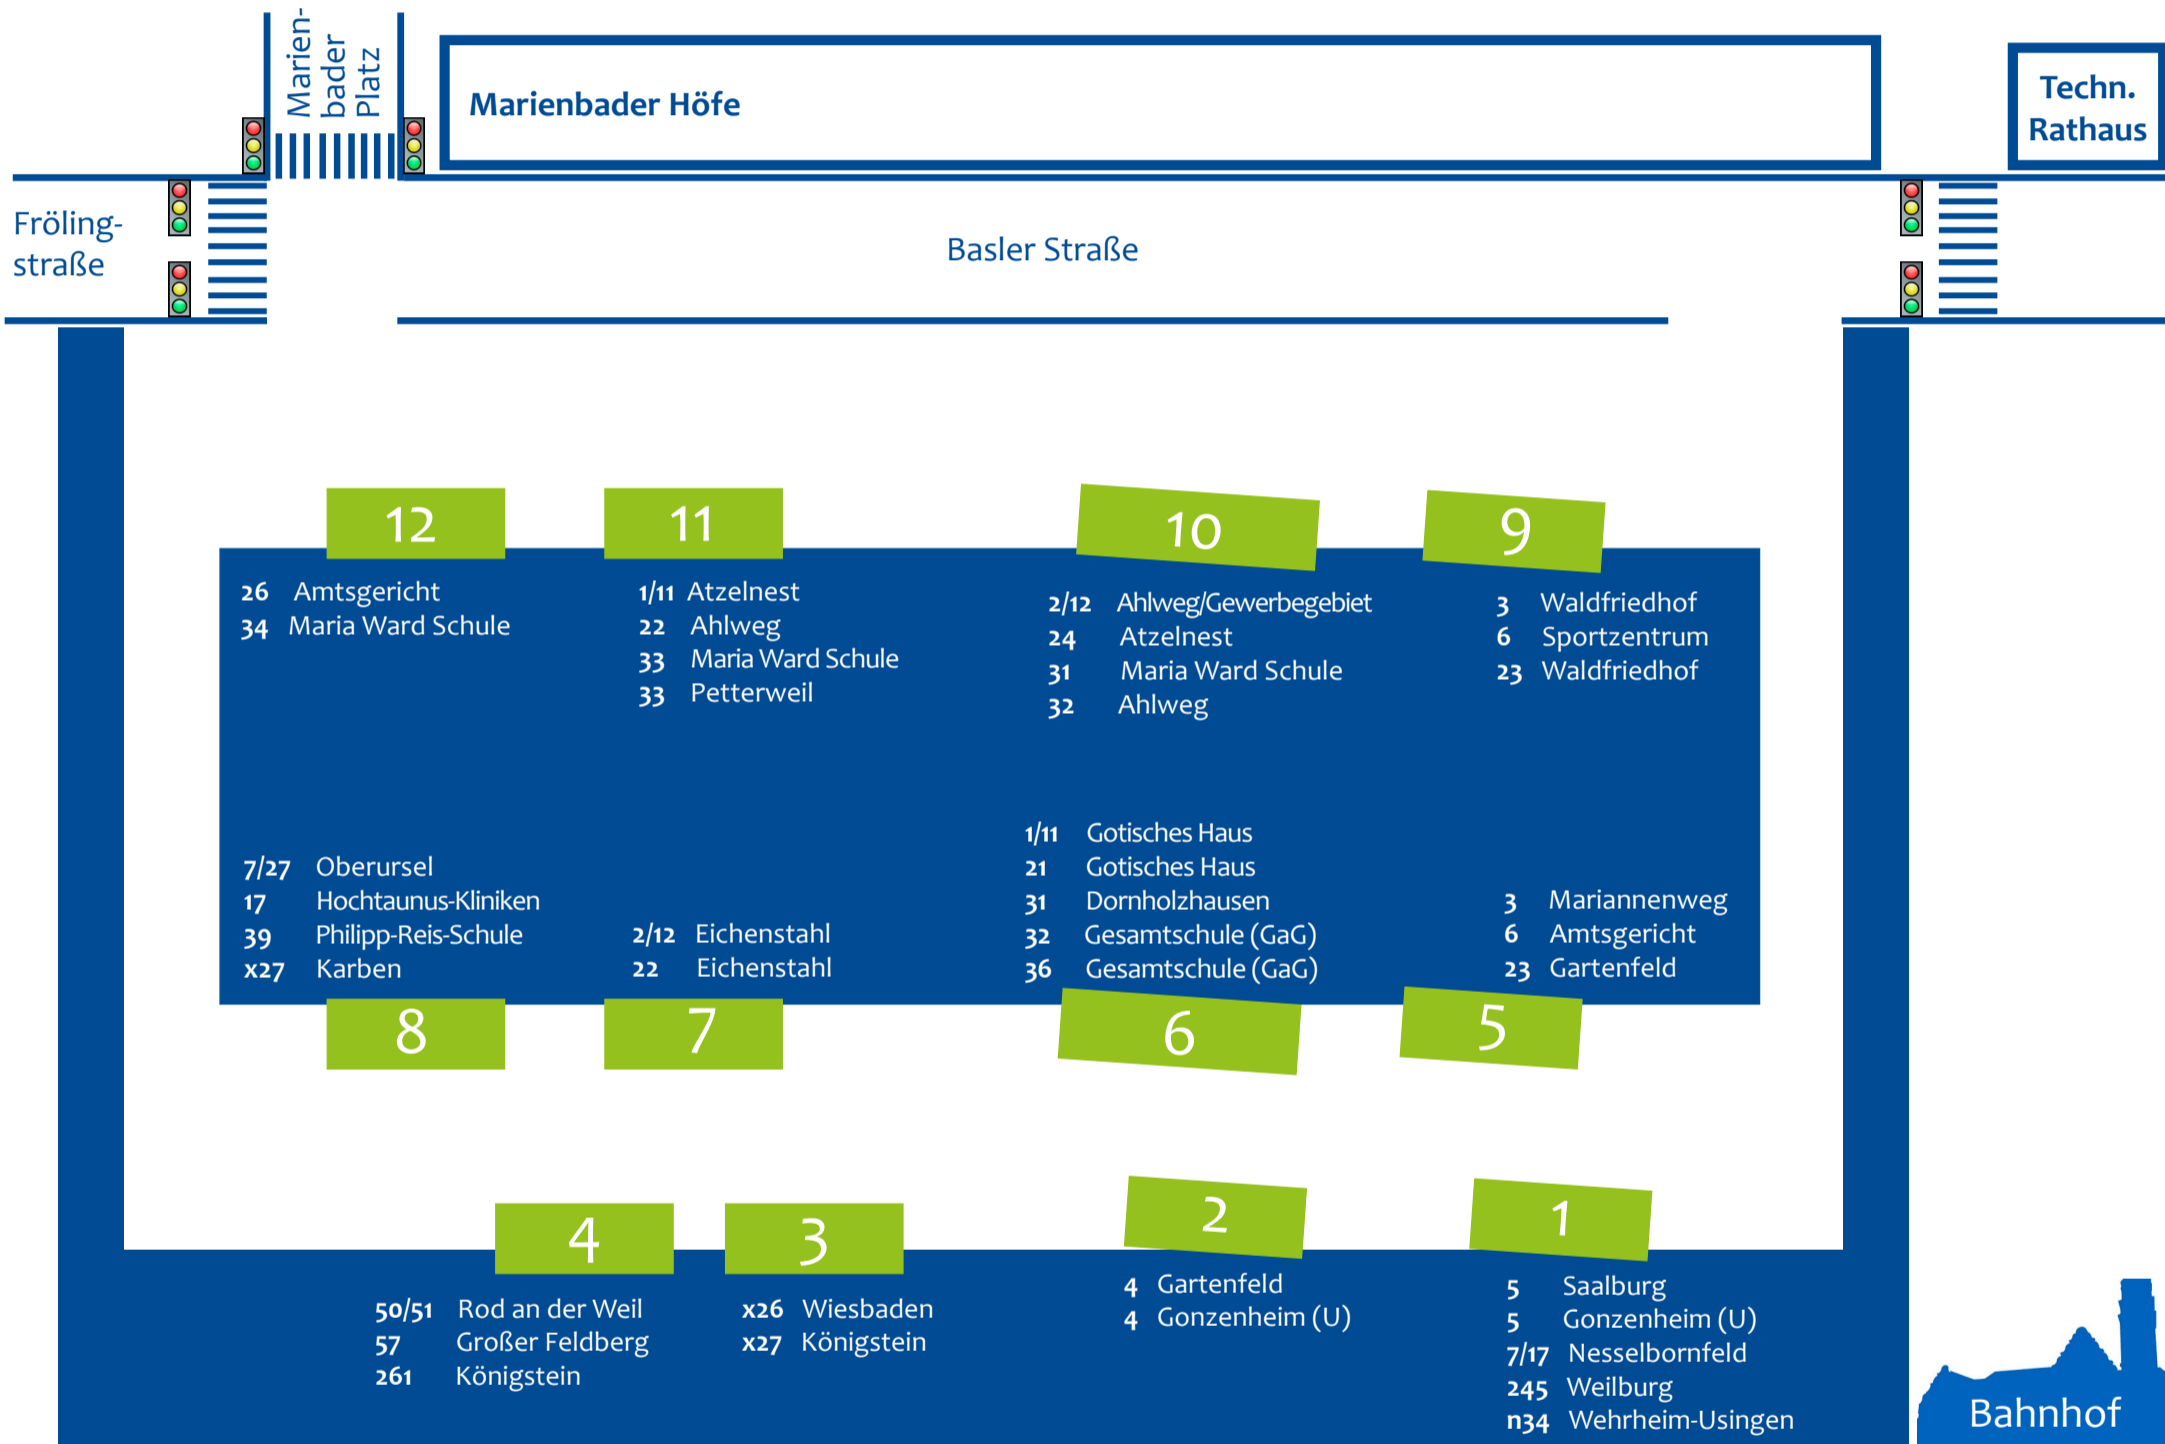 Marien-
bader
Platz
Marienbader Höfe
Techn.
Rathaus
Fröling-
straße
Basler Straße
12
26 Amtsgericht
34 Maria Ward Schule
11
1/11 Atzelnest
22 Ahlweg
33 Maria Ward Schule
33 Petterweil
10
2/12 Ahlweg/Gewerbegebiet
24 Atzelnest
31 Maria Ward Schule
32 Ahlweg
9
3 Waldfriedhof
6 Sportzentrum
23 Waldfriedhof
7/27 Oberursel
17 Hochtaunus-Kliniken
39 Philipp-Reis-Schule
x27 Karben
8
2/12 Eichenstahl
22 Eichenstahl
7
1/11 Gotisches Haus
21 Gotisches Haus
31 Dornholzhausen
32 Gesamtschule (GaG)
36 Gesamtschule (GaG)
6
3 Mariannenweg
6 Amtsgericht
23 Gartenfeld
5
4
50/51 Rod an der Weil
57 Großer Feldberg
261 Königstein
3
x26 Wiesbaden
x27 Königstein
2
4 Gartenfeld
4 Gonzenheim (U)
1
5 Saalburg
5 Gonzenheim (U)
7/17 Nesselbornfeld
245 Weilburg
n34 Wehrheim-Usingen
Bahnhof